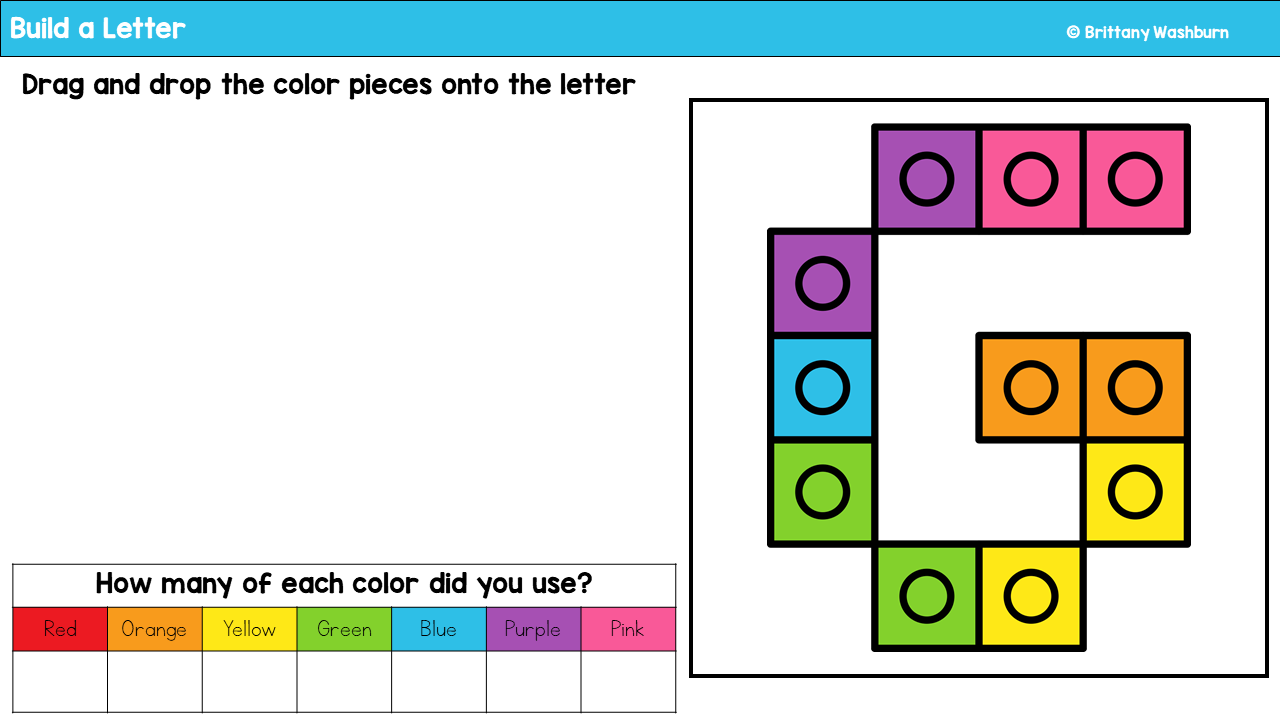 Build a Letter
© Brittany Washburn
Drag and drop the color pieces onto the letter
How many of each color did you use?
Red Orange Yellow Green Blue Purple Pink